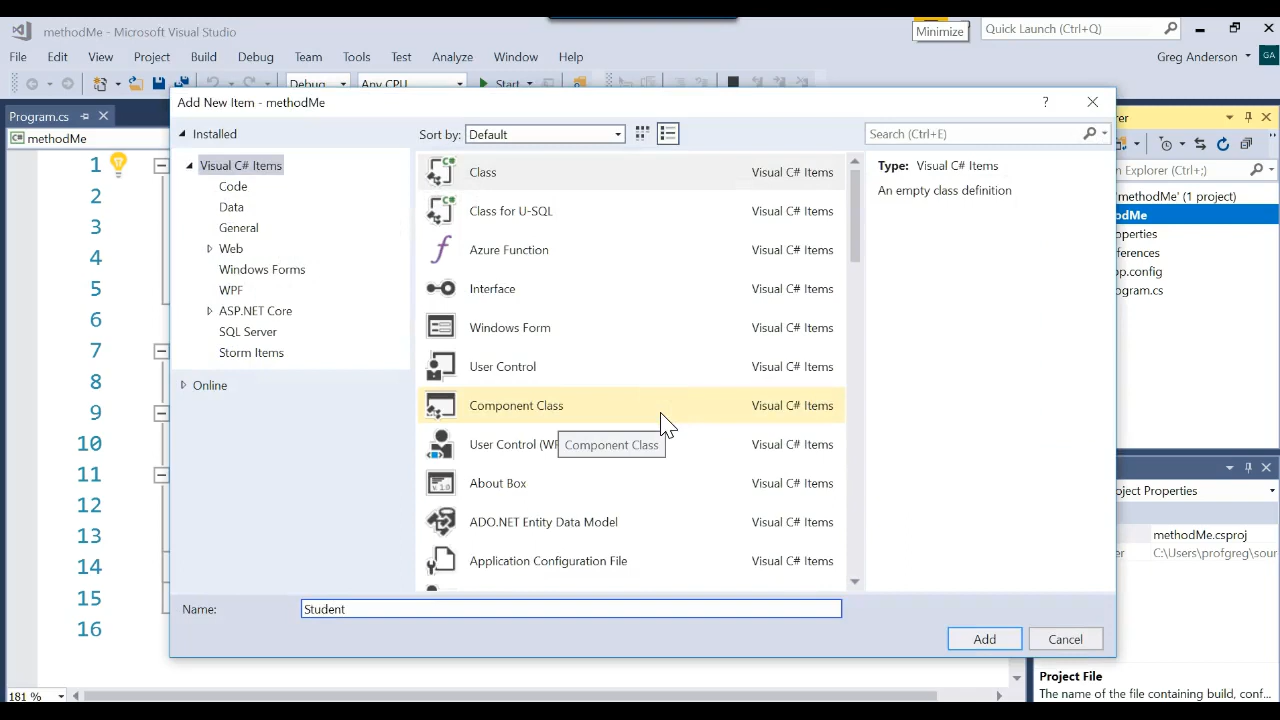 methodMe - Microsoft Visual Studio
Minimize
Quick Launch (Ctrl+Q)
File Edit View Project Build Debug Team Tools Test Analyze Window Help
Greg Anderson GA
Debug Any CPU Start
Program.cs
methodMe
1
2
3
4
5
6
7
8
9
10
11
12
13
14
15
16
181 %
Add New Item - methodMe
?
Installed
Sort by: Default
Search (Ctrl+E)
Visual C# Items
Code
Data
General
Web
Windows Forms
WPF
ASP.NET Core
SQL Server
Storm Items
Online
Class Visual C# Items
Class for U-SQL Visual C# Items
Azure Function Visual C# Items
Interface Visual C# Items
Windows Form Visual C# Items
User Control Visual C# Items
Component Class Visual C# Items
User Control (WP Visual C# Items
Component Class
About Box Visual C# Items
ADO.NET Entity Data Model Visual C# Items
Application Configuration File Visual C# Items
Type: Visual C# Items
An empty class definition
Name: Student
Add Cancel
rer
Explorer (Ctrl+;)
methodMe' (1 project)
odMe
operties
ferences
pp.config
ogram.cs
oject Properties
methodMe.csproj
er C:\Users\profgreg\sour
Project File
The name of the file containing build, conf...